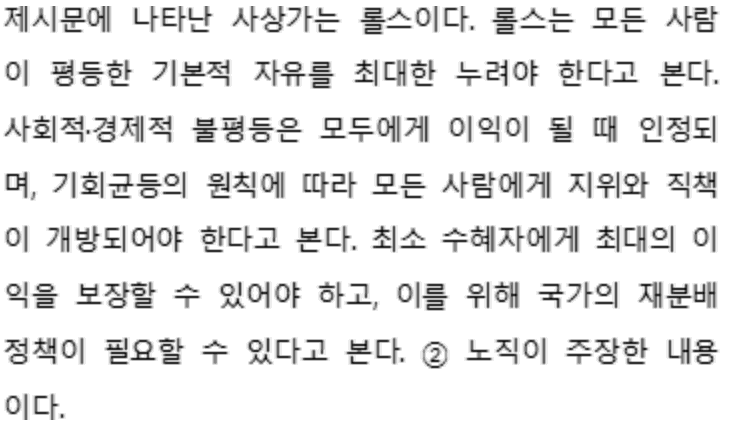 제시문에 나타난 사상가는 롤스이다. 롤스는 모든 사람
이 평등한 기본적 자유를 최대한 누려야 한다고 본다.
사회적·경제적 불평등은 모두에게 이익이 될 때 인정되
며, 기회균등의 원칙에 따라 모든 사람에게 지위와 직책
이 개방되어야 한다고 본다. 최소 수혜자에게 최대의 이
익을 보장할 수 있어야 하고, 이를 위해 국가의 재분배
정책이 필요할 수 있다고 본다. ② 노직이 주장한 내용
이다.